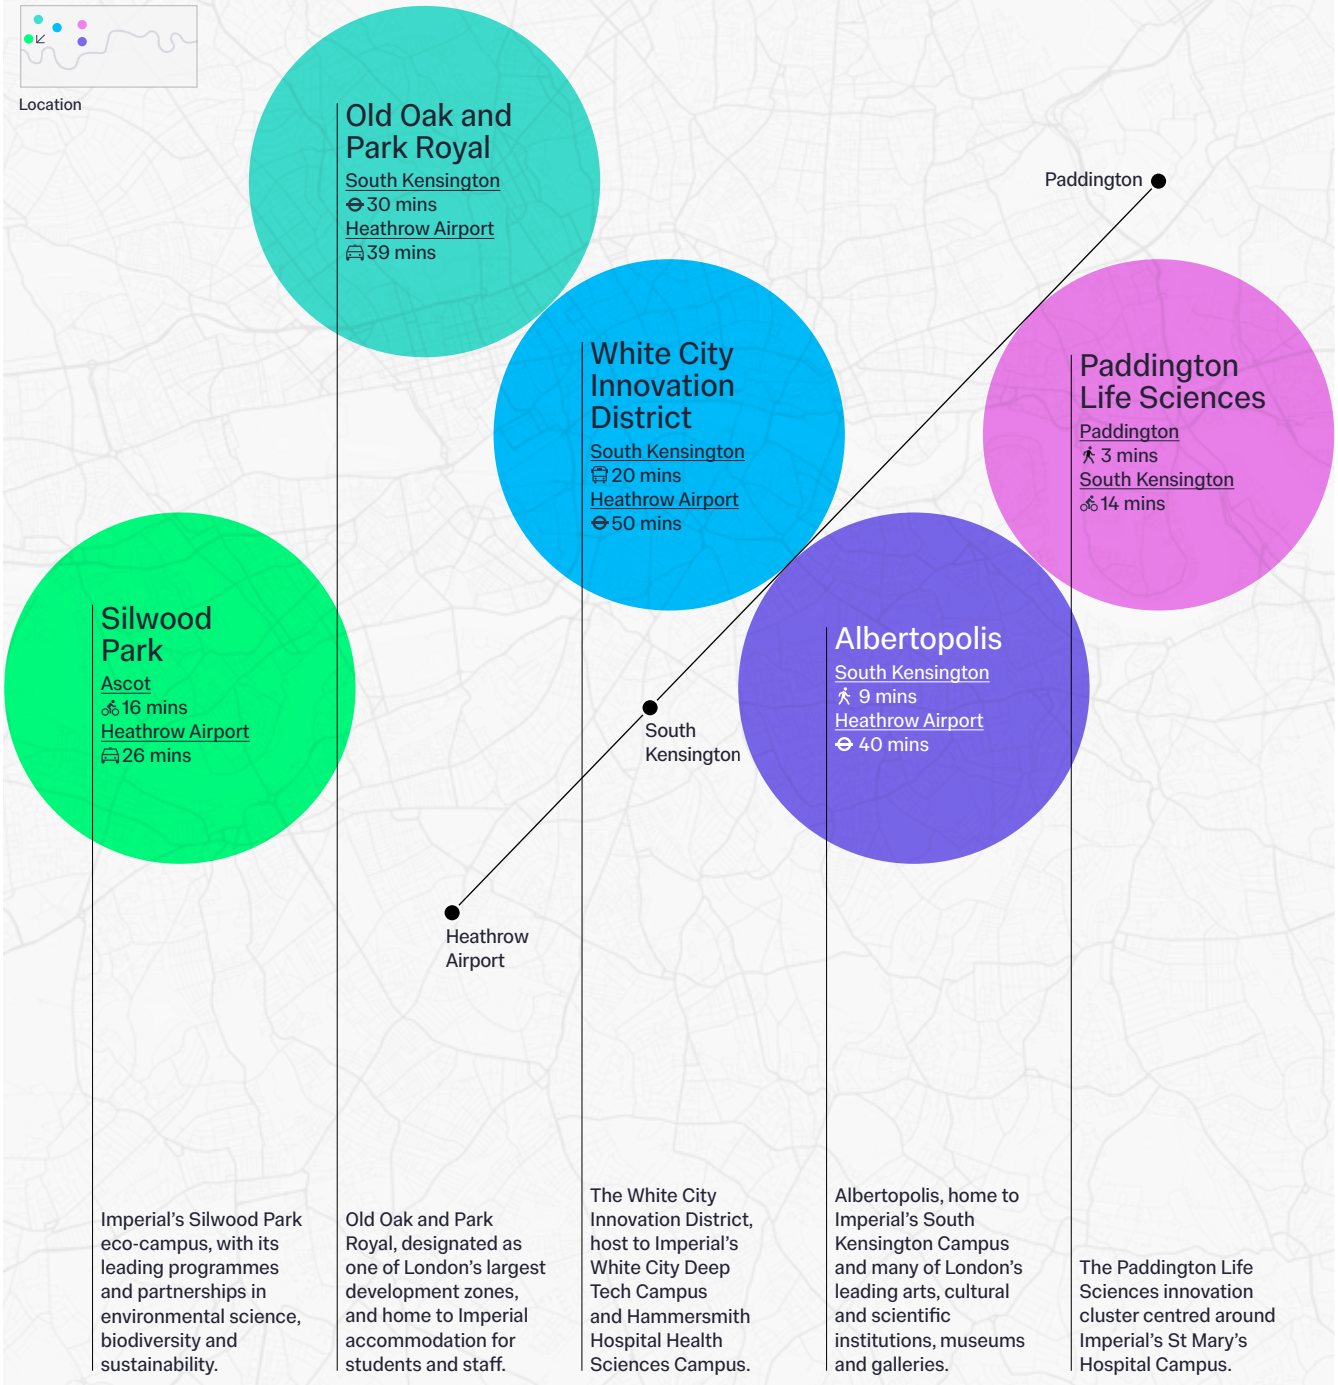 Location
Old Oak and
Park Royal
South Kensington
30 mins
Heathrow Airport
39 mins
Paddington
White City
Innovation
District
South Kensington
20 mins
Heathrow Airport
50 mins
Paddington
Life Sciences
Paddington
3 mins
South Kensington
14 mins
Silwood
Park
Ascot
16 mins
Heathrow Airport
26 mins
Albertopolis
South Kensington
9 mins
Heathrow Airport
40 mins
South
Kensington
Heathrow
Airport
Imperial’s Silwood Park
eco-campus, with its
leading programmes
and partnerships in
environmental science,
biodiversity and
sustainability.
Old Oak and Park
Royal, designated as
one of London’s largest
development zones,
and home to Imperial
accommodation for
students and staff.
The White City
Innovation District,
host to Imperial’s
White City Deep
Tech Campus
and Hammersmith
Hospital Health
Sciences Campus.
Albertopolis, home to
Imperial’s South
Kensington Campus
and many of London’s
leading arts, cultural
and scientific
institutions, museums
and galleries.
The Paddington Life
Sciences innovation
cluster centred around
Imperial’s St Mary’s
Hospital Campus.